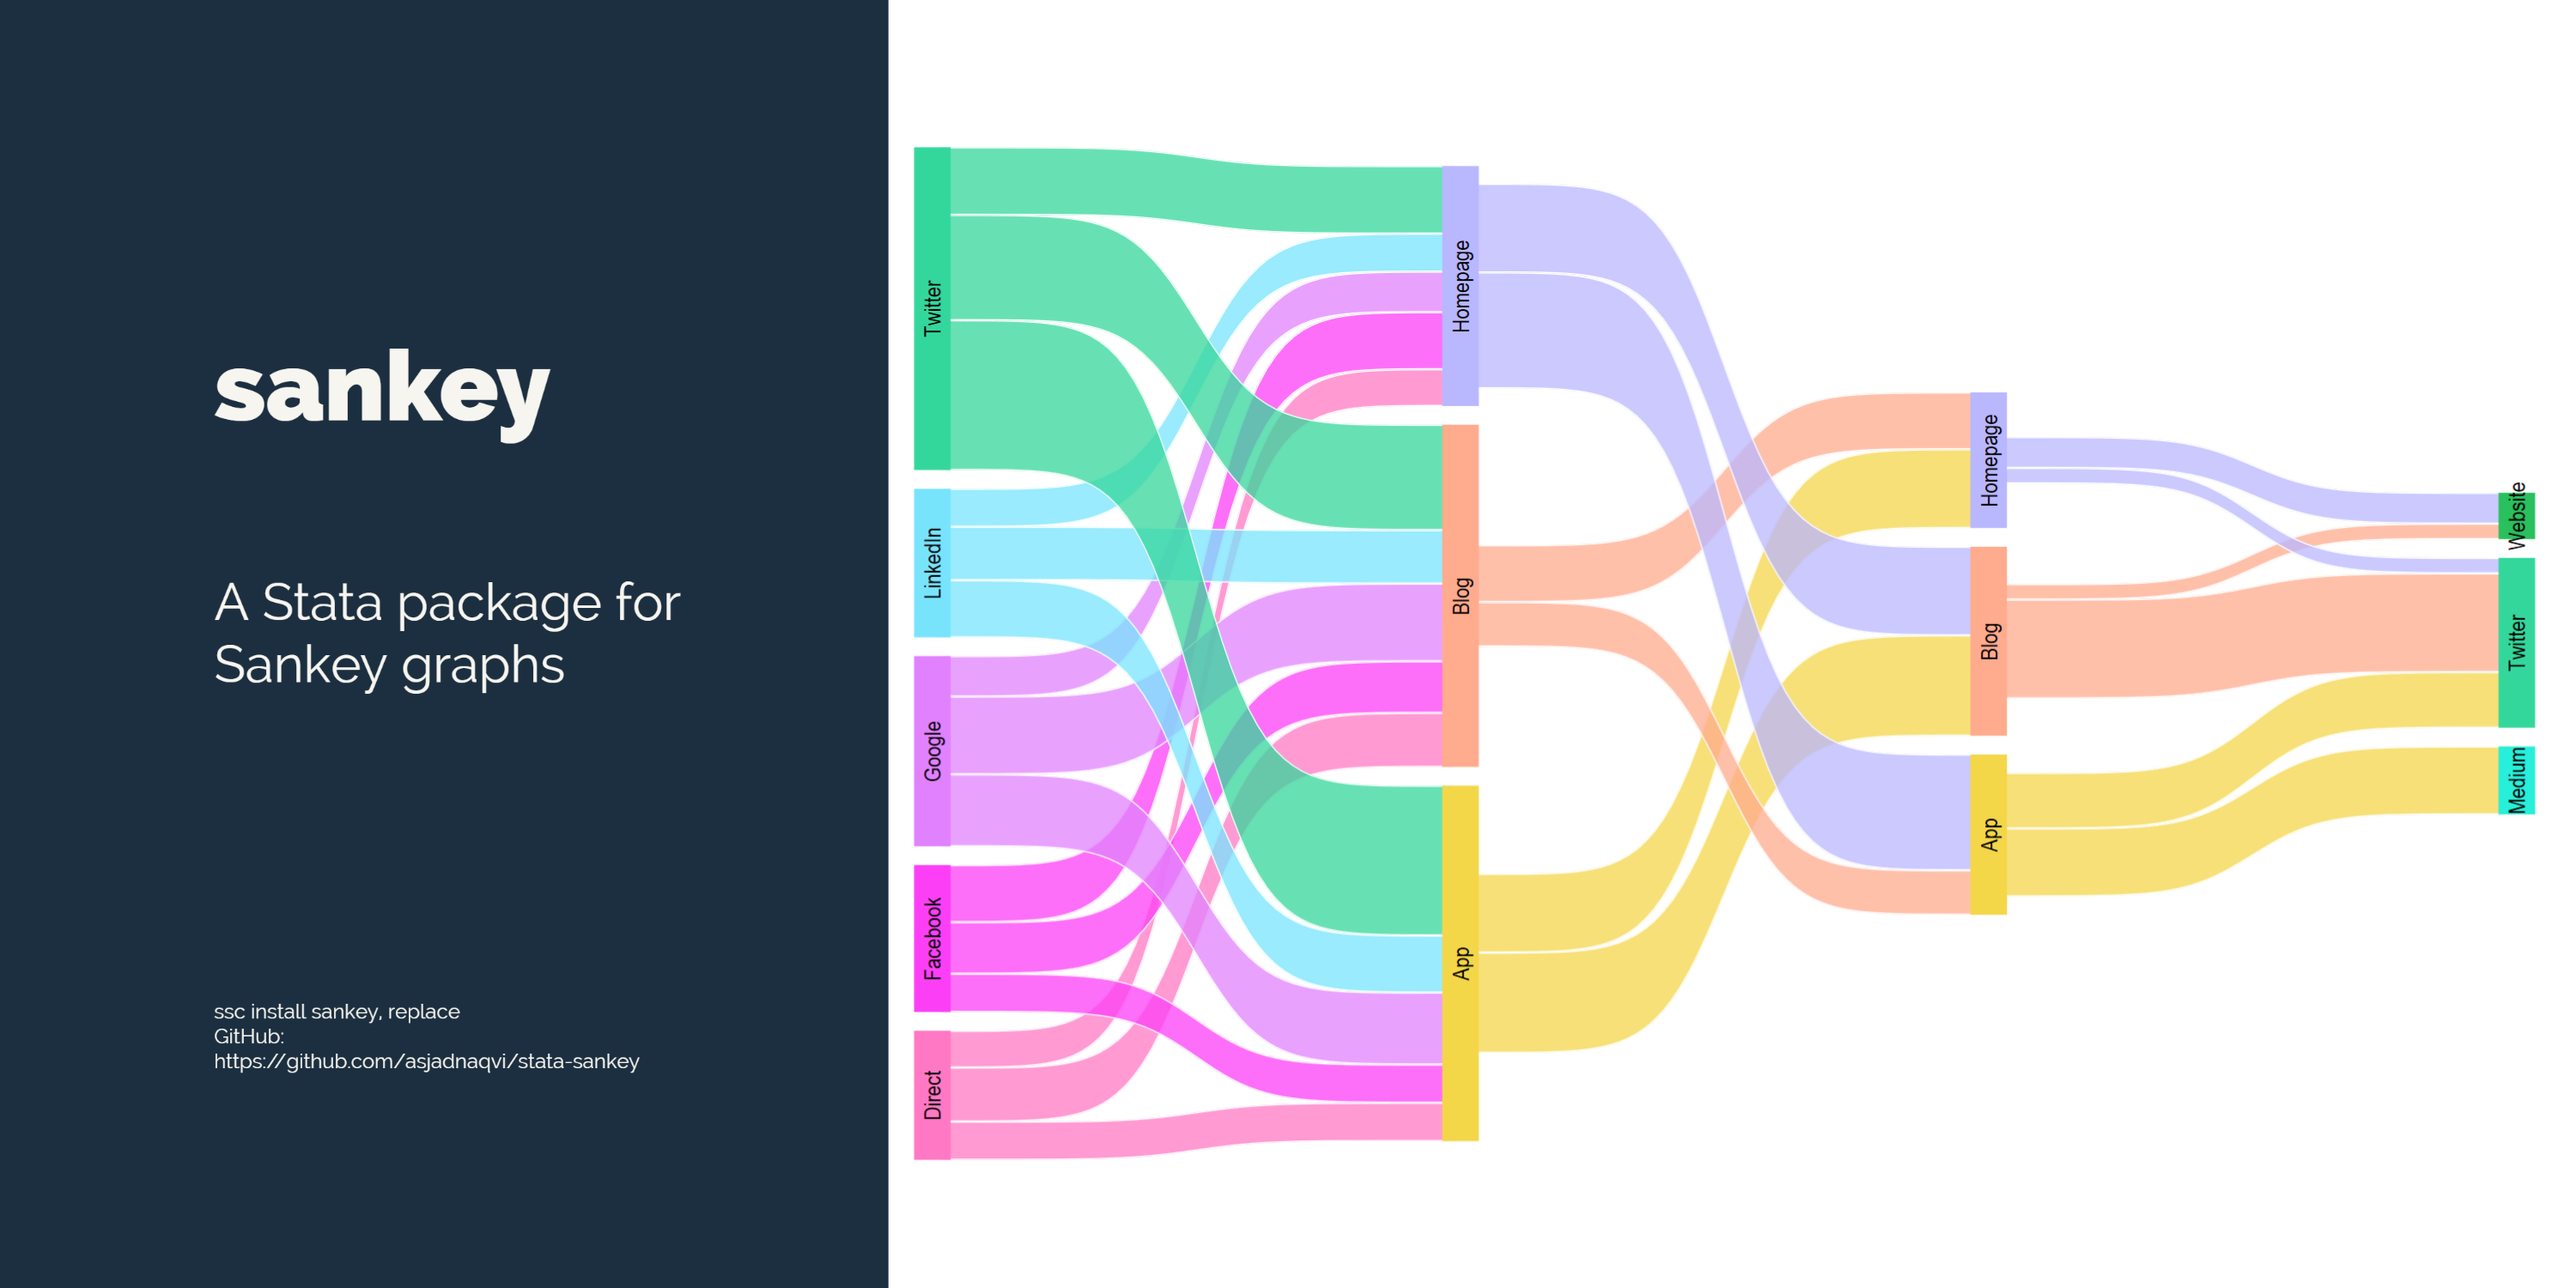 sankey
A Stata package for
Sankey graphs
ssc install sankey, replace
GitHub:
https://github.com/asjadnaqvi/stata-sankey
Twitter
LinkedIn
Google
Facebook
Direct
Homepage
Blog
App
Homepage
Blog
App
Website
Twitter
Medium